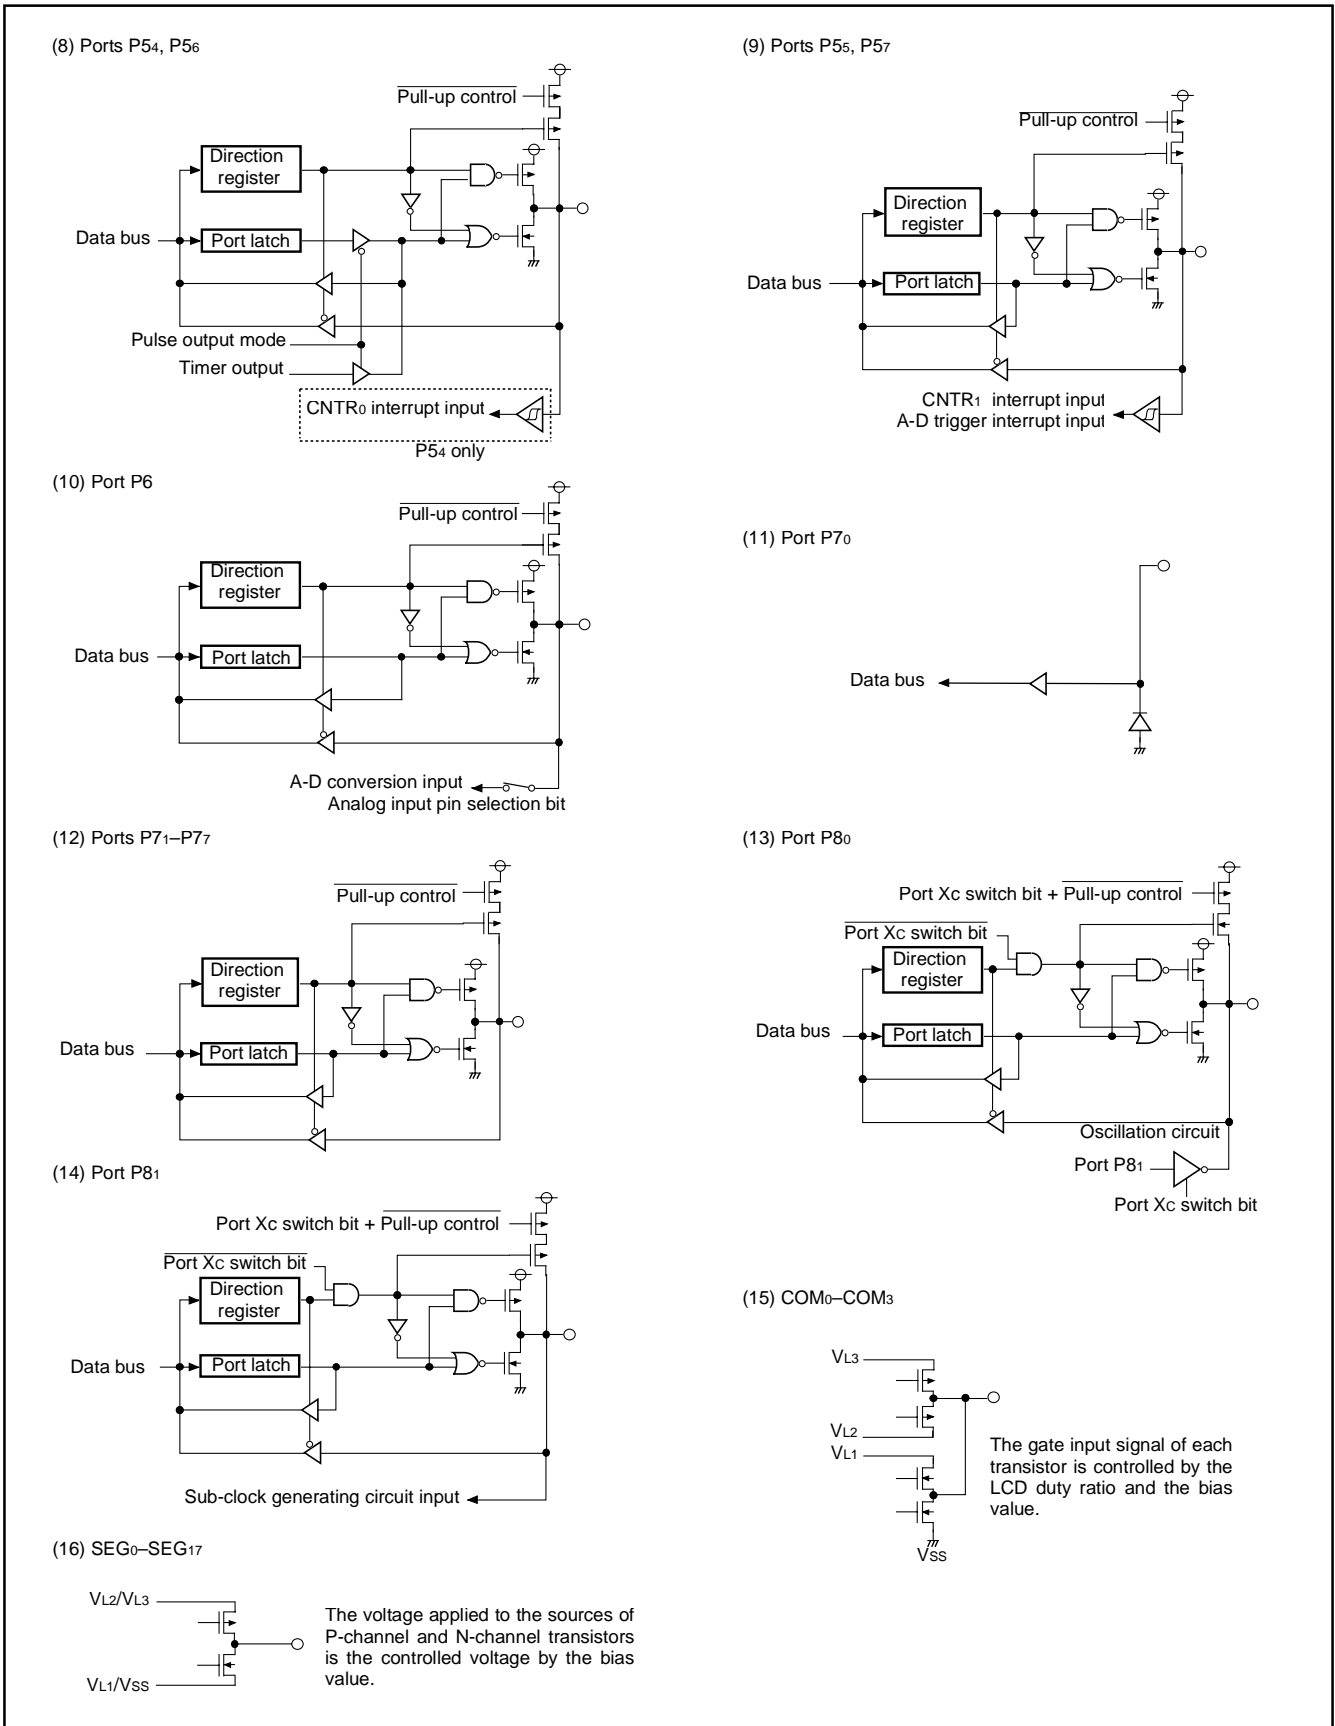 (8) Ports P54, P56
Pull-up control
Direction
register
Data bus
Port latch
Pulse output mode
Timer output
CNTR0 interrupt input
P54 only
(9) Ports P55, P57
Pull-up control
Direction
register
Data bus
Port latch
CNTR1 interrupt input
A-D trigger interrupt input
(10) Port P6
Pull-up control
Direction
register
Data bus
Port latch
A-D conversion input
Analog input pin selection bit
(11) Port P70
Data bus
(12) Ports P71–P77
Pull-up control
Direction
register
Data bus
Port latch
(13) Port P80
Port Xc switch bit + Pull-up control
Port XC switch bit
Direction
register
Data bus
Port latch
Oscillation circuit
Port P81
Port XC switch bit
(14) Port P81
Port Xc switch bit + Pull-up control
Port XC switch bit
Direction
register
Data bus
Port latch
Sub-clock generating circuit input
(15) COM0–COM3
VL3
VL2
VL1
VSS
The gate input signal of each
transistor is controlled by the
LCD duty ratio and the bias
value.
(16) SEG0–SEG17
VL2/VL3
VL1/VSS
The voltage applied to the sources of
P-channel and N-channel transistors
is the controlled voltage by the bias
value.